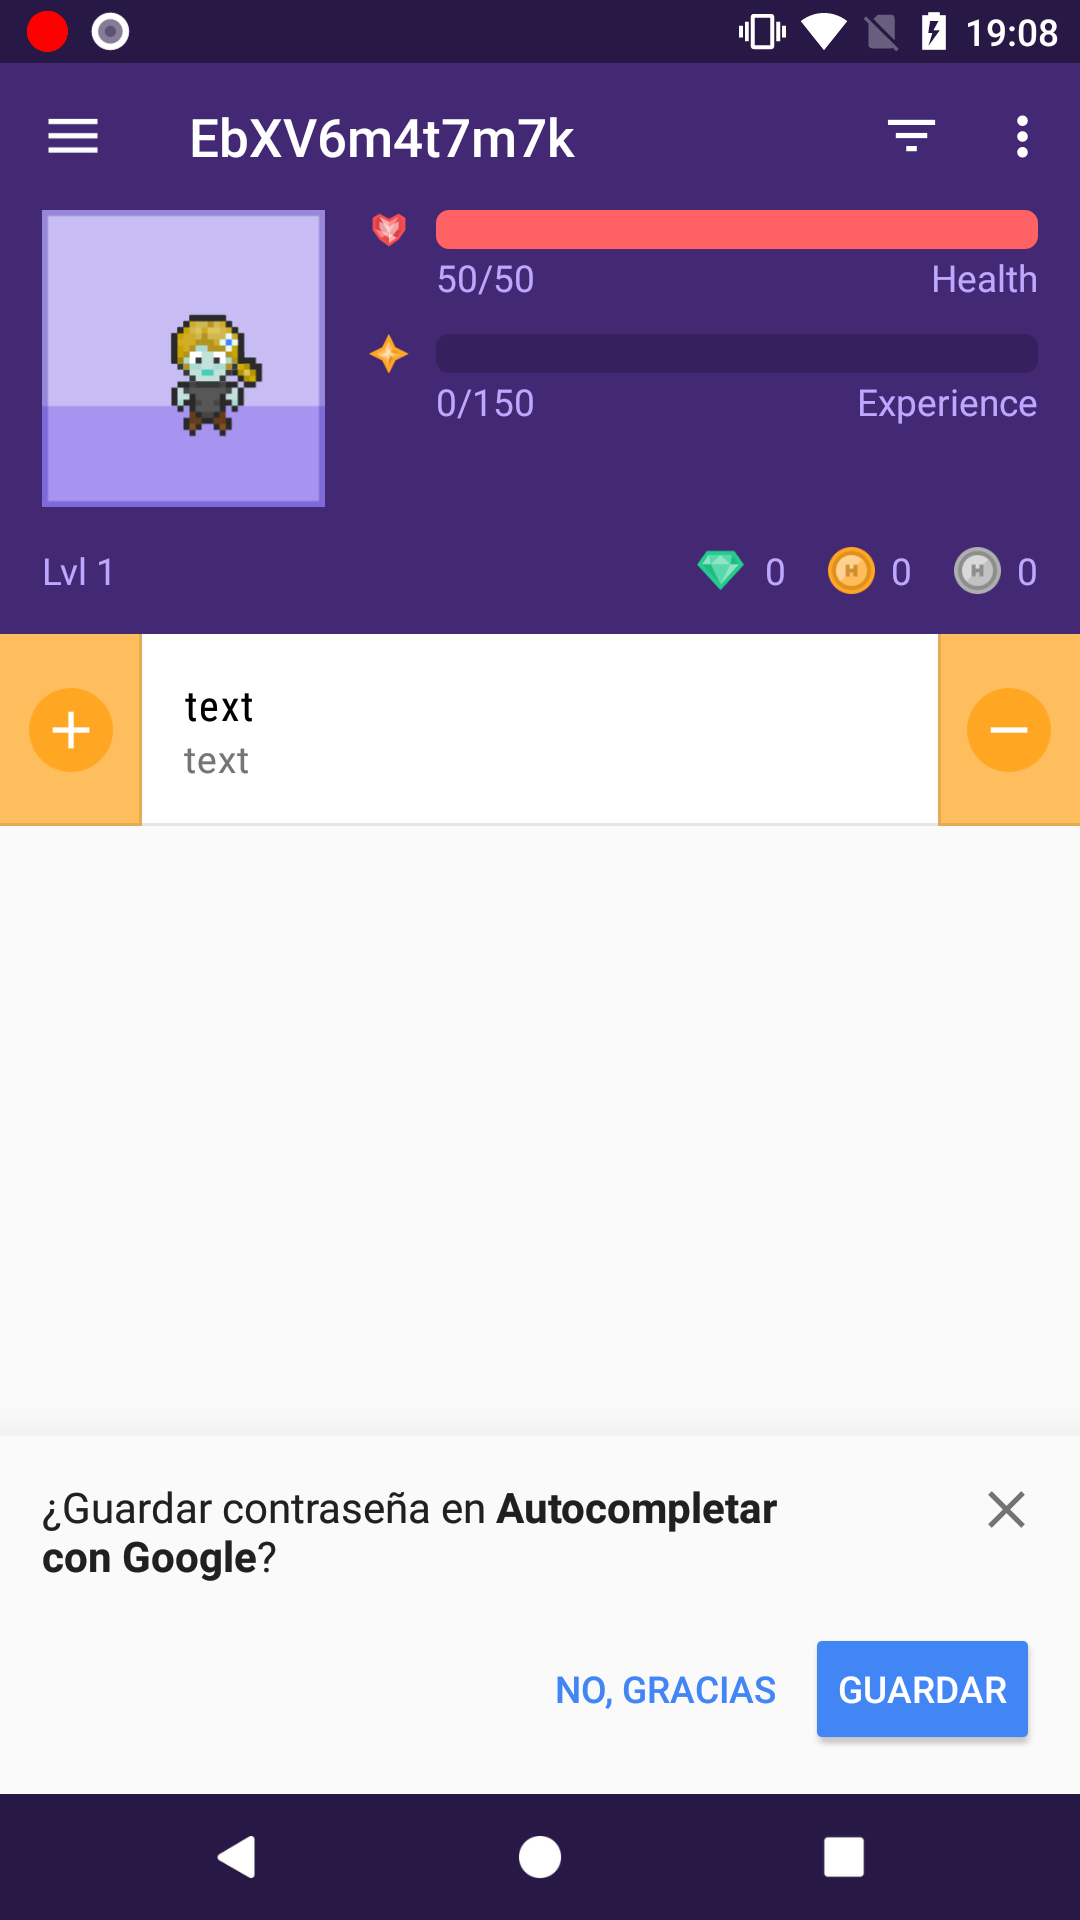 19:08
EbXV6m4t7m7k
50/50 Health
0/150 Experience
Lvl 1 0 0 0
text
text
¿Guardar contraseña en Autocompletar
con Google?
NO, GRACIAS GUARDAR